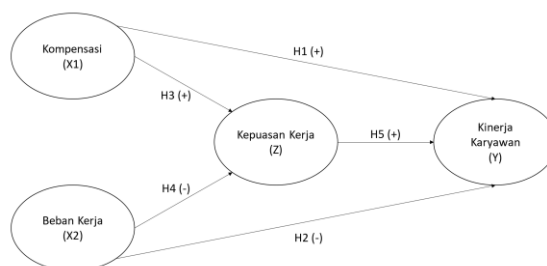 Kompensasi
(X1)
H1 (+)
H3 (+)
Kepuasan Kerja
(Z)
H5 (+)
Kinerja
Karyawan
(Y)
H4 (-)
Beban Kerja
(X2)
H2 (-)